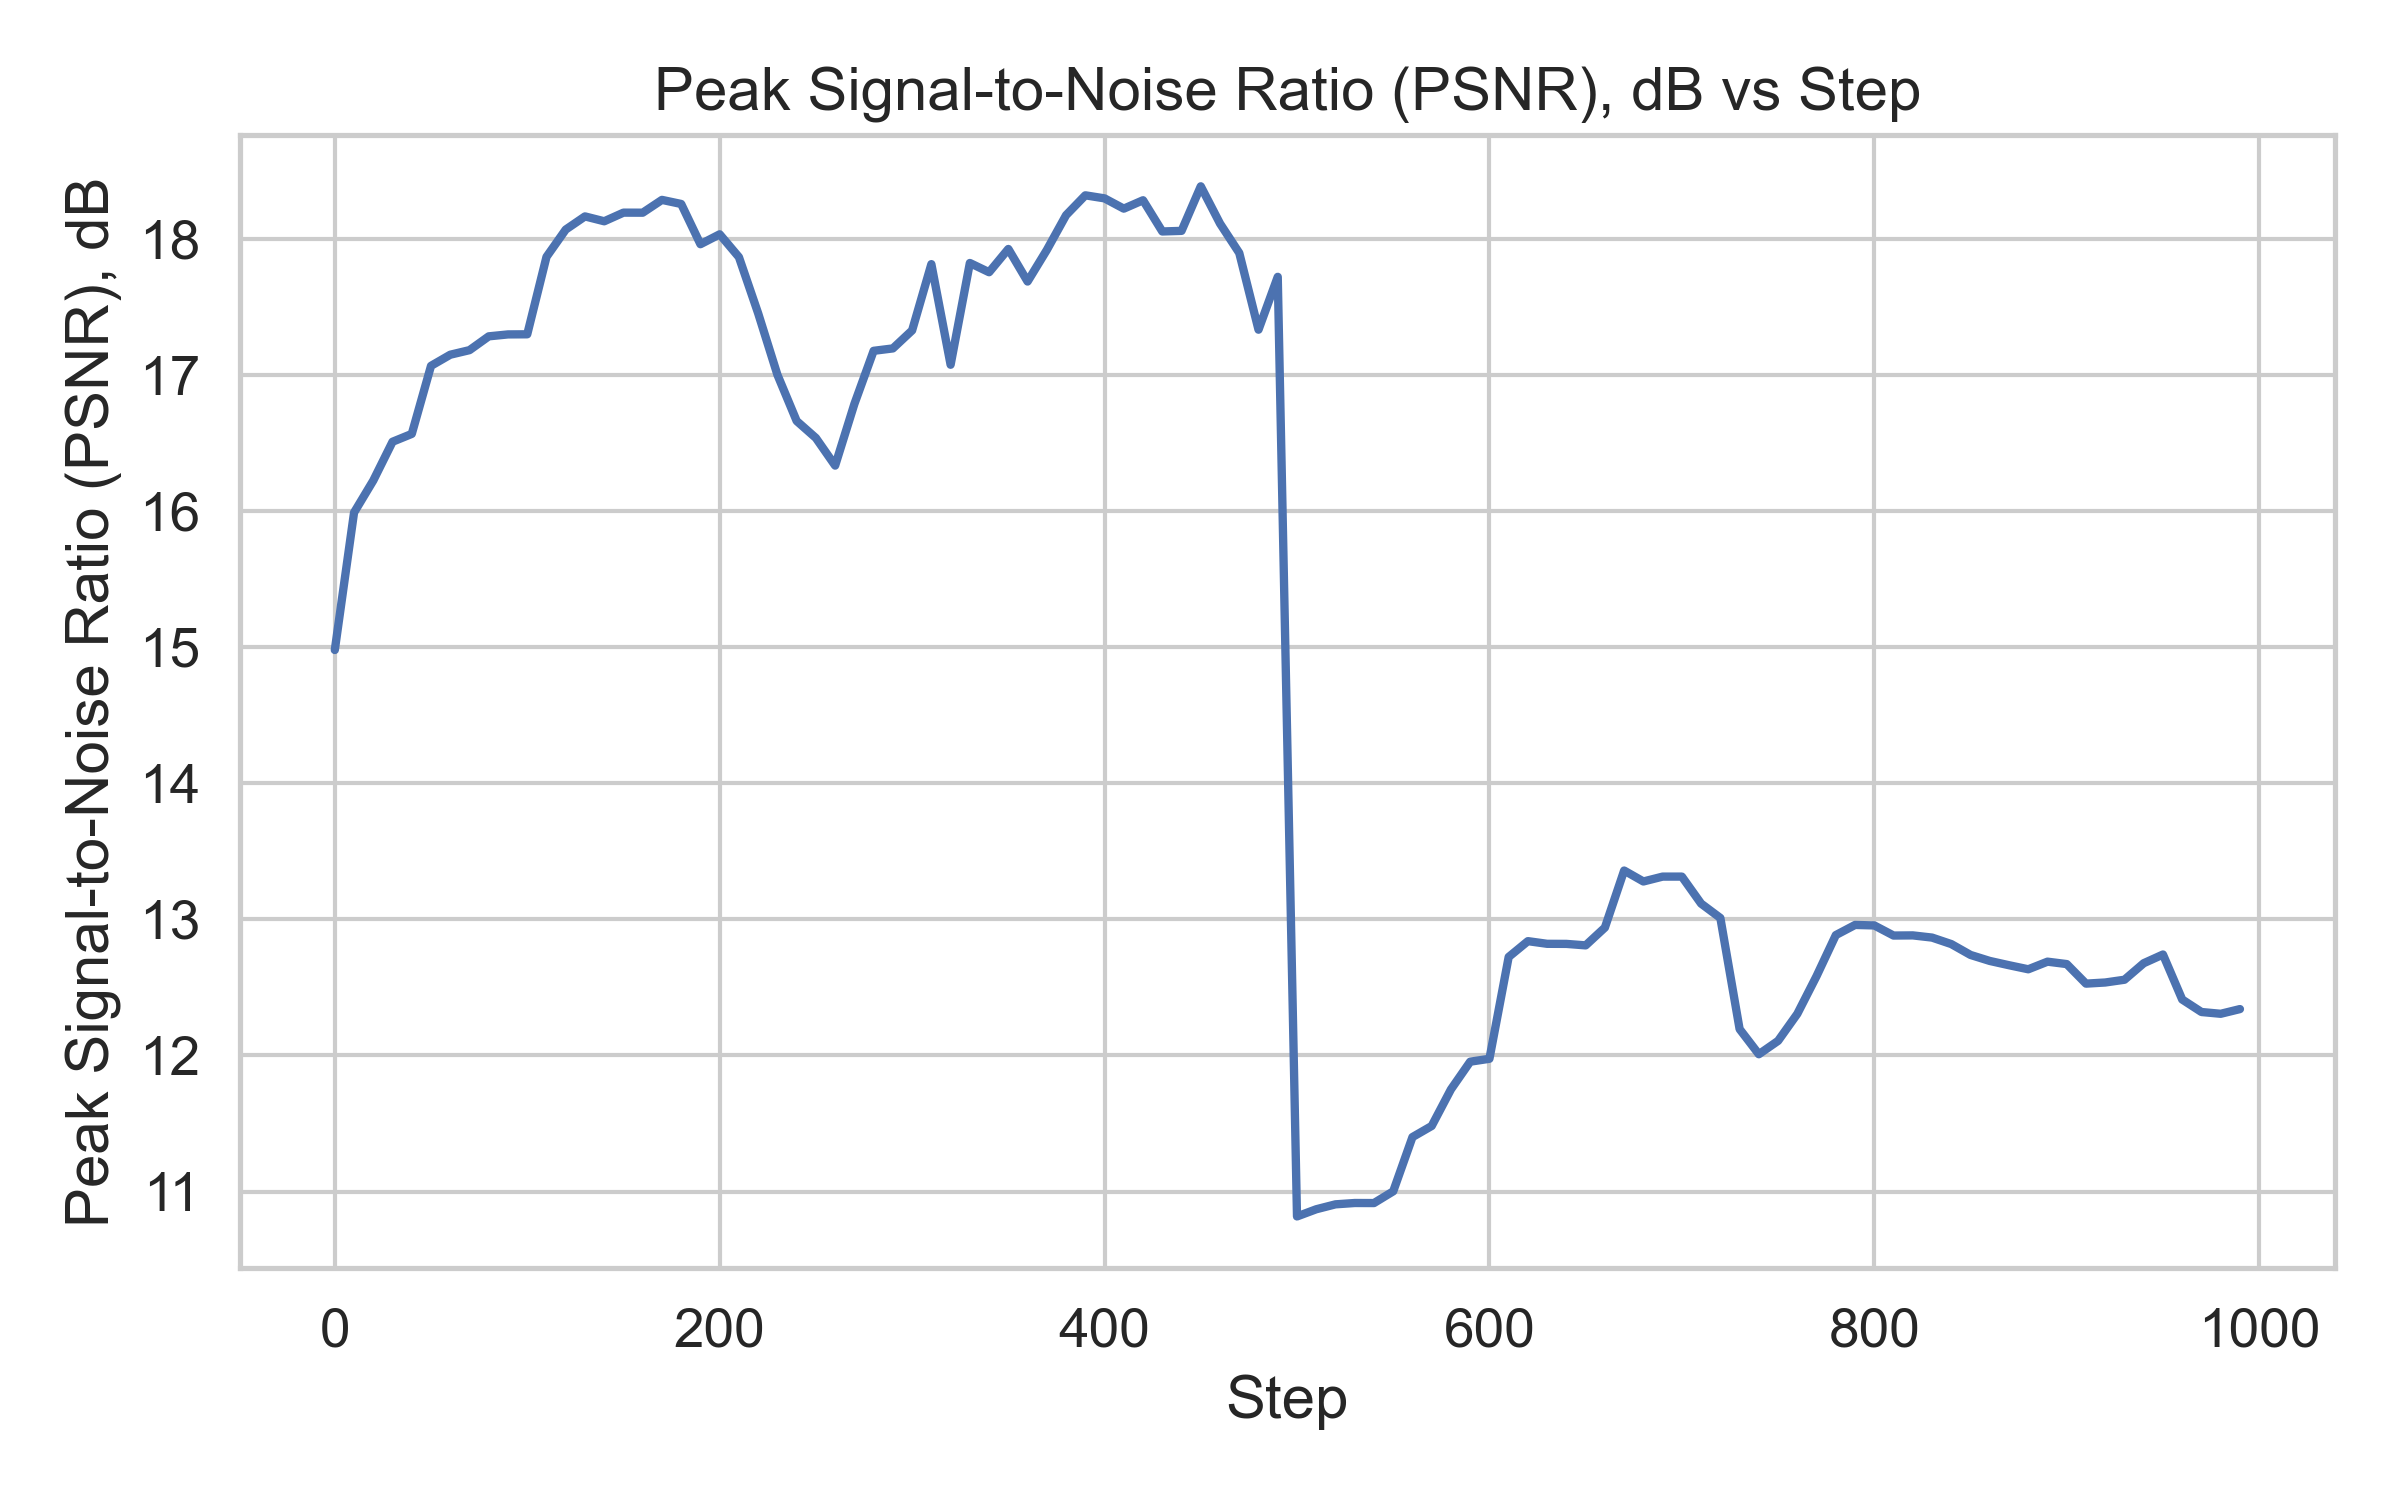 Peak Signal-to-Noise Ratio (PSNR), dB vs Step
Peak Signal-to-Noise Ratio (PSNR), dB
18
17
16
15
14
13
12
11
0 200 400 600 800 1000
Step